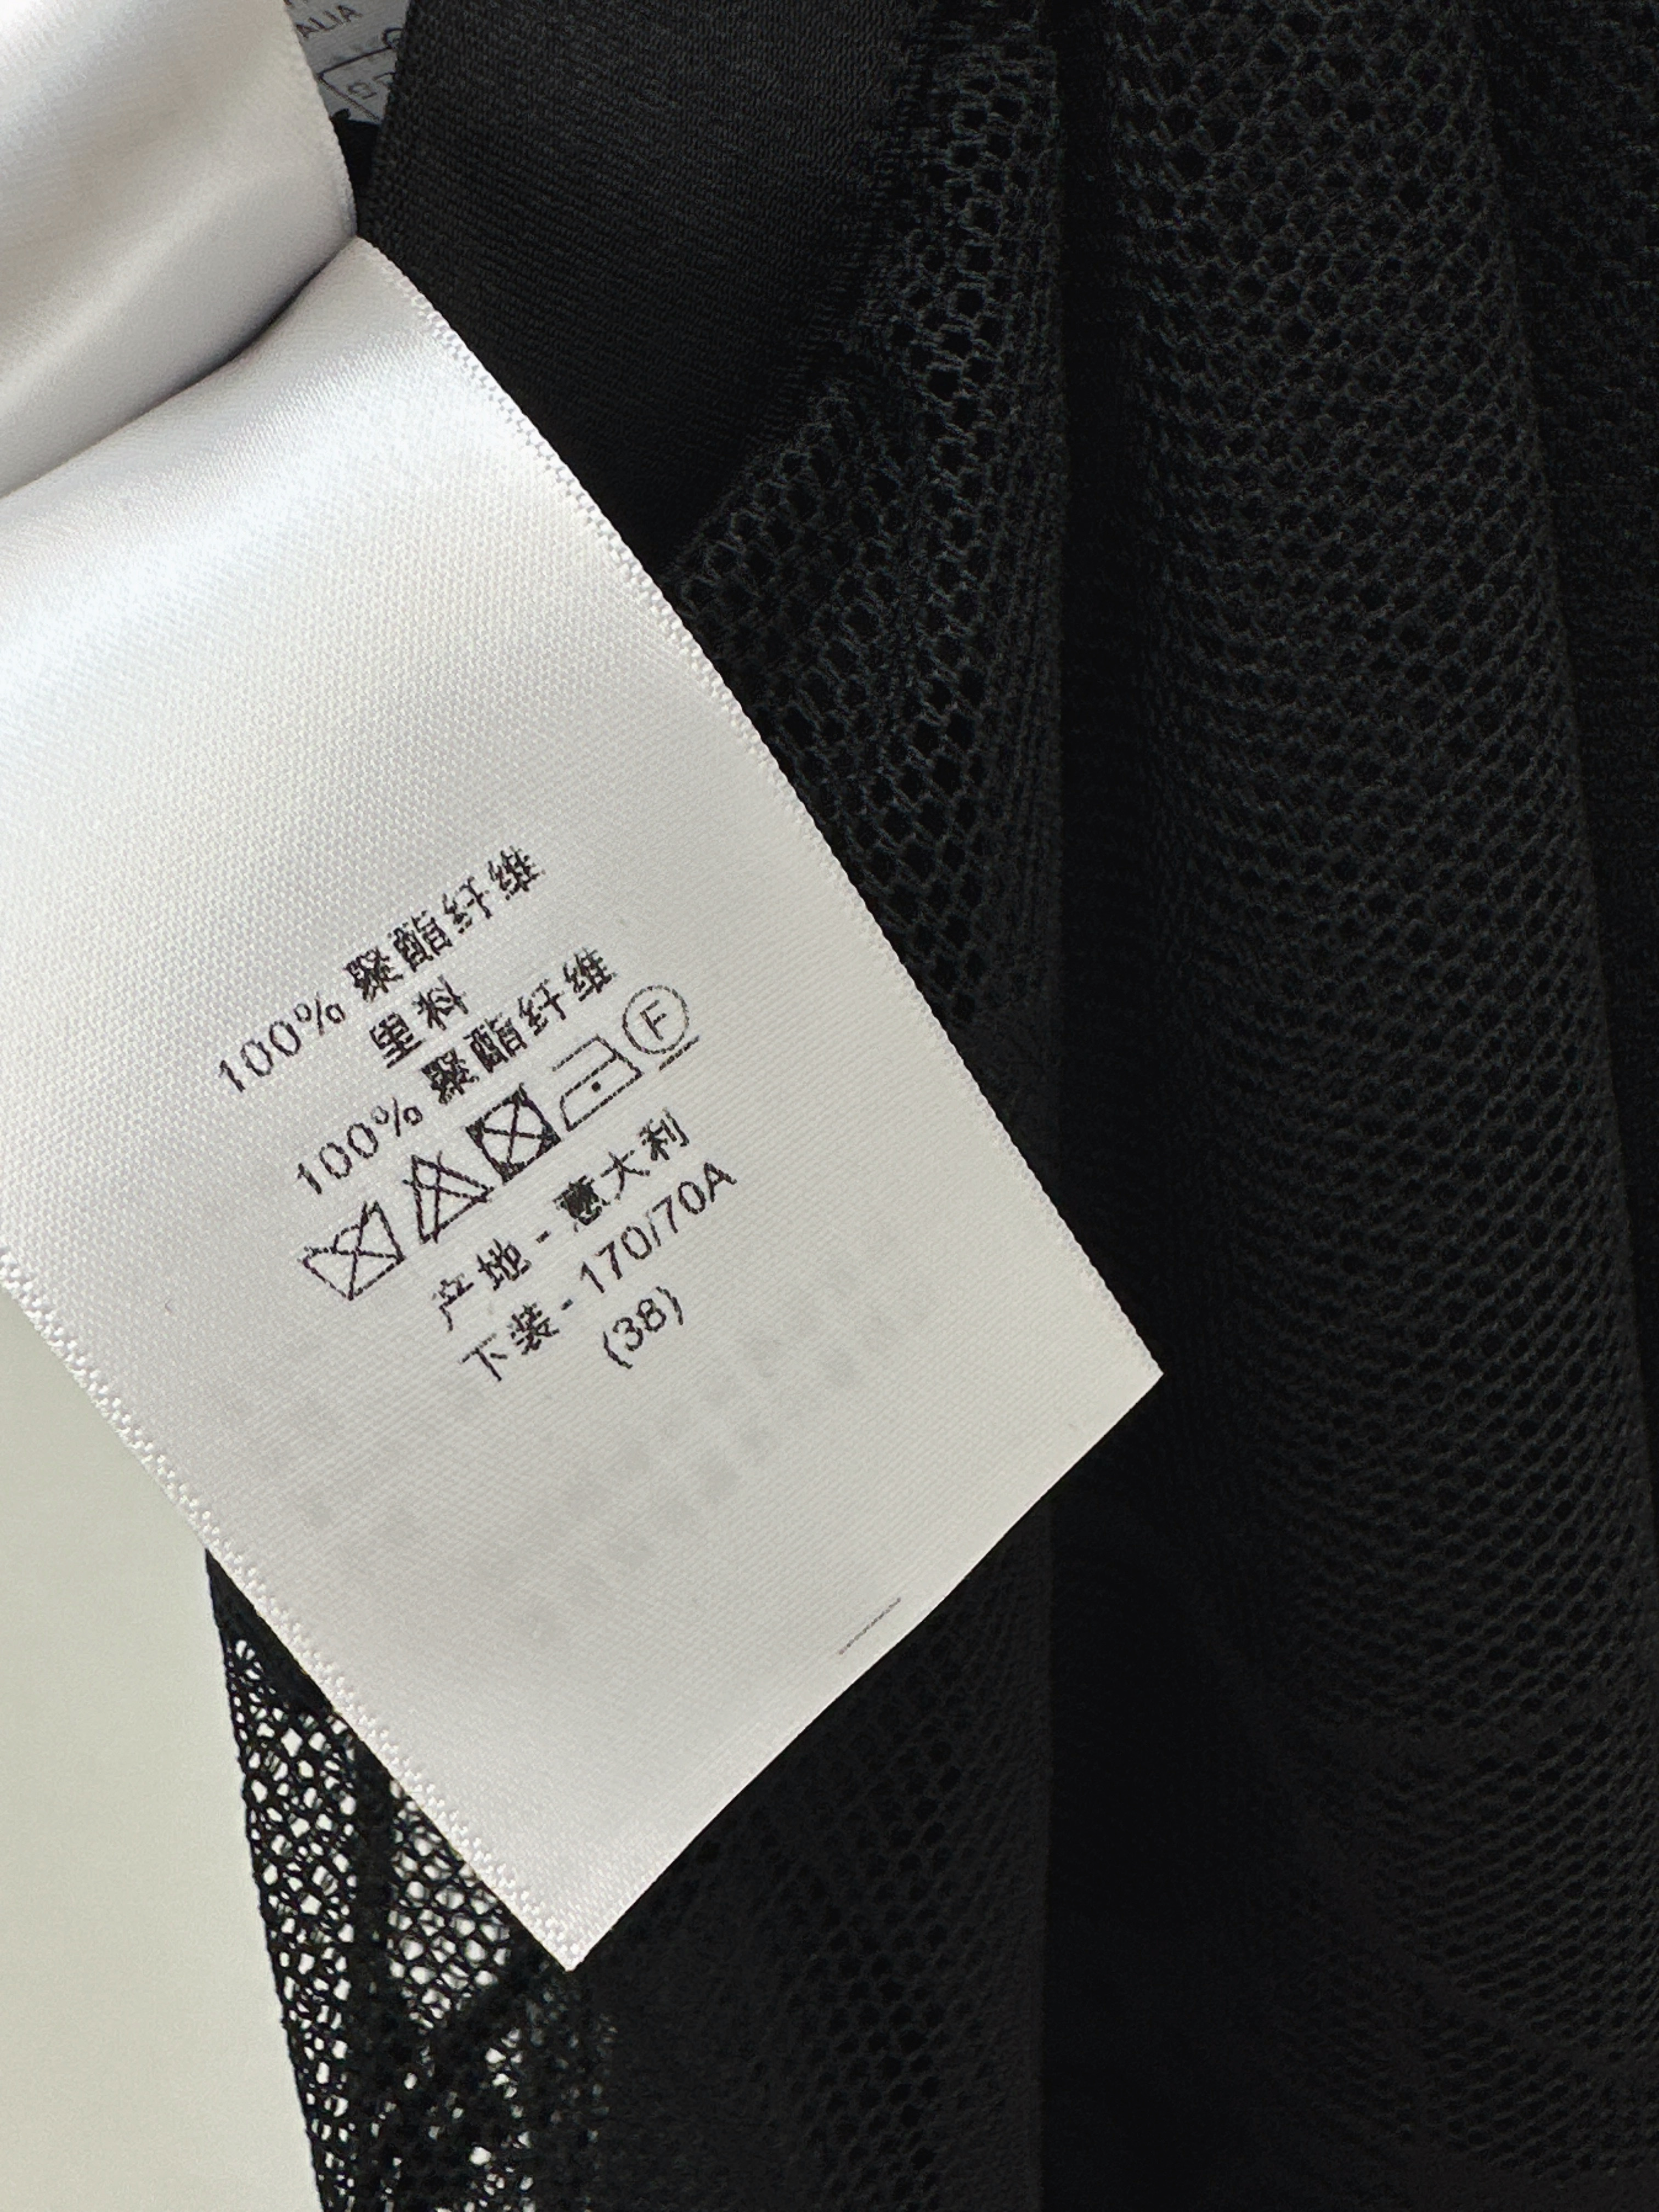 ALIA
100% 聚酯纤维
里料
100% 聚酯纤维
F
产地 - 意大利
下装 - 170/70A
(38)